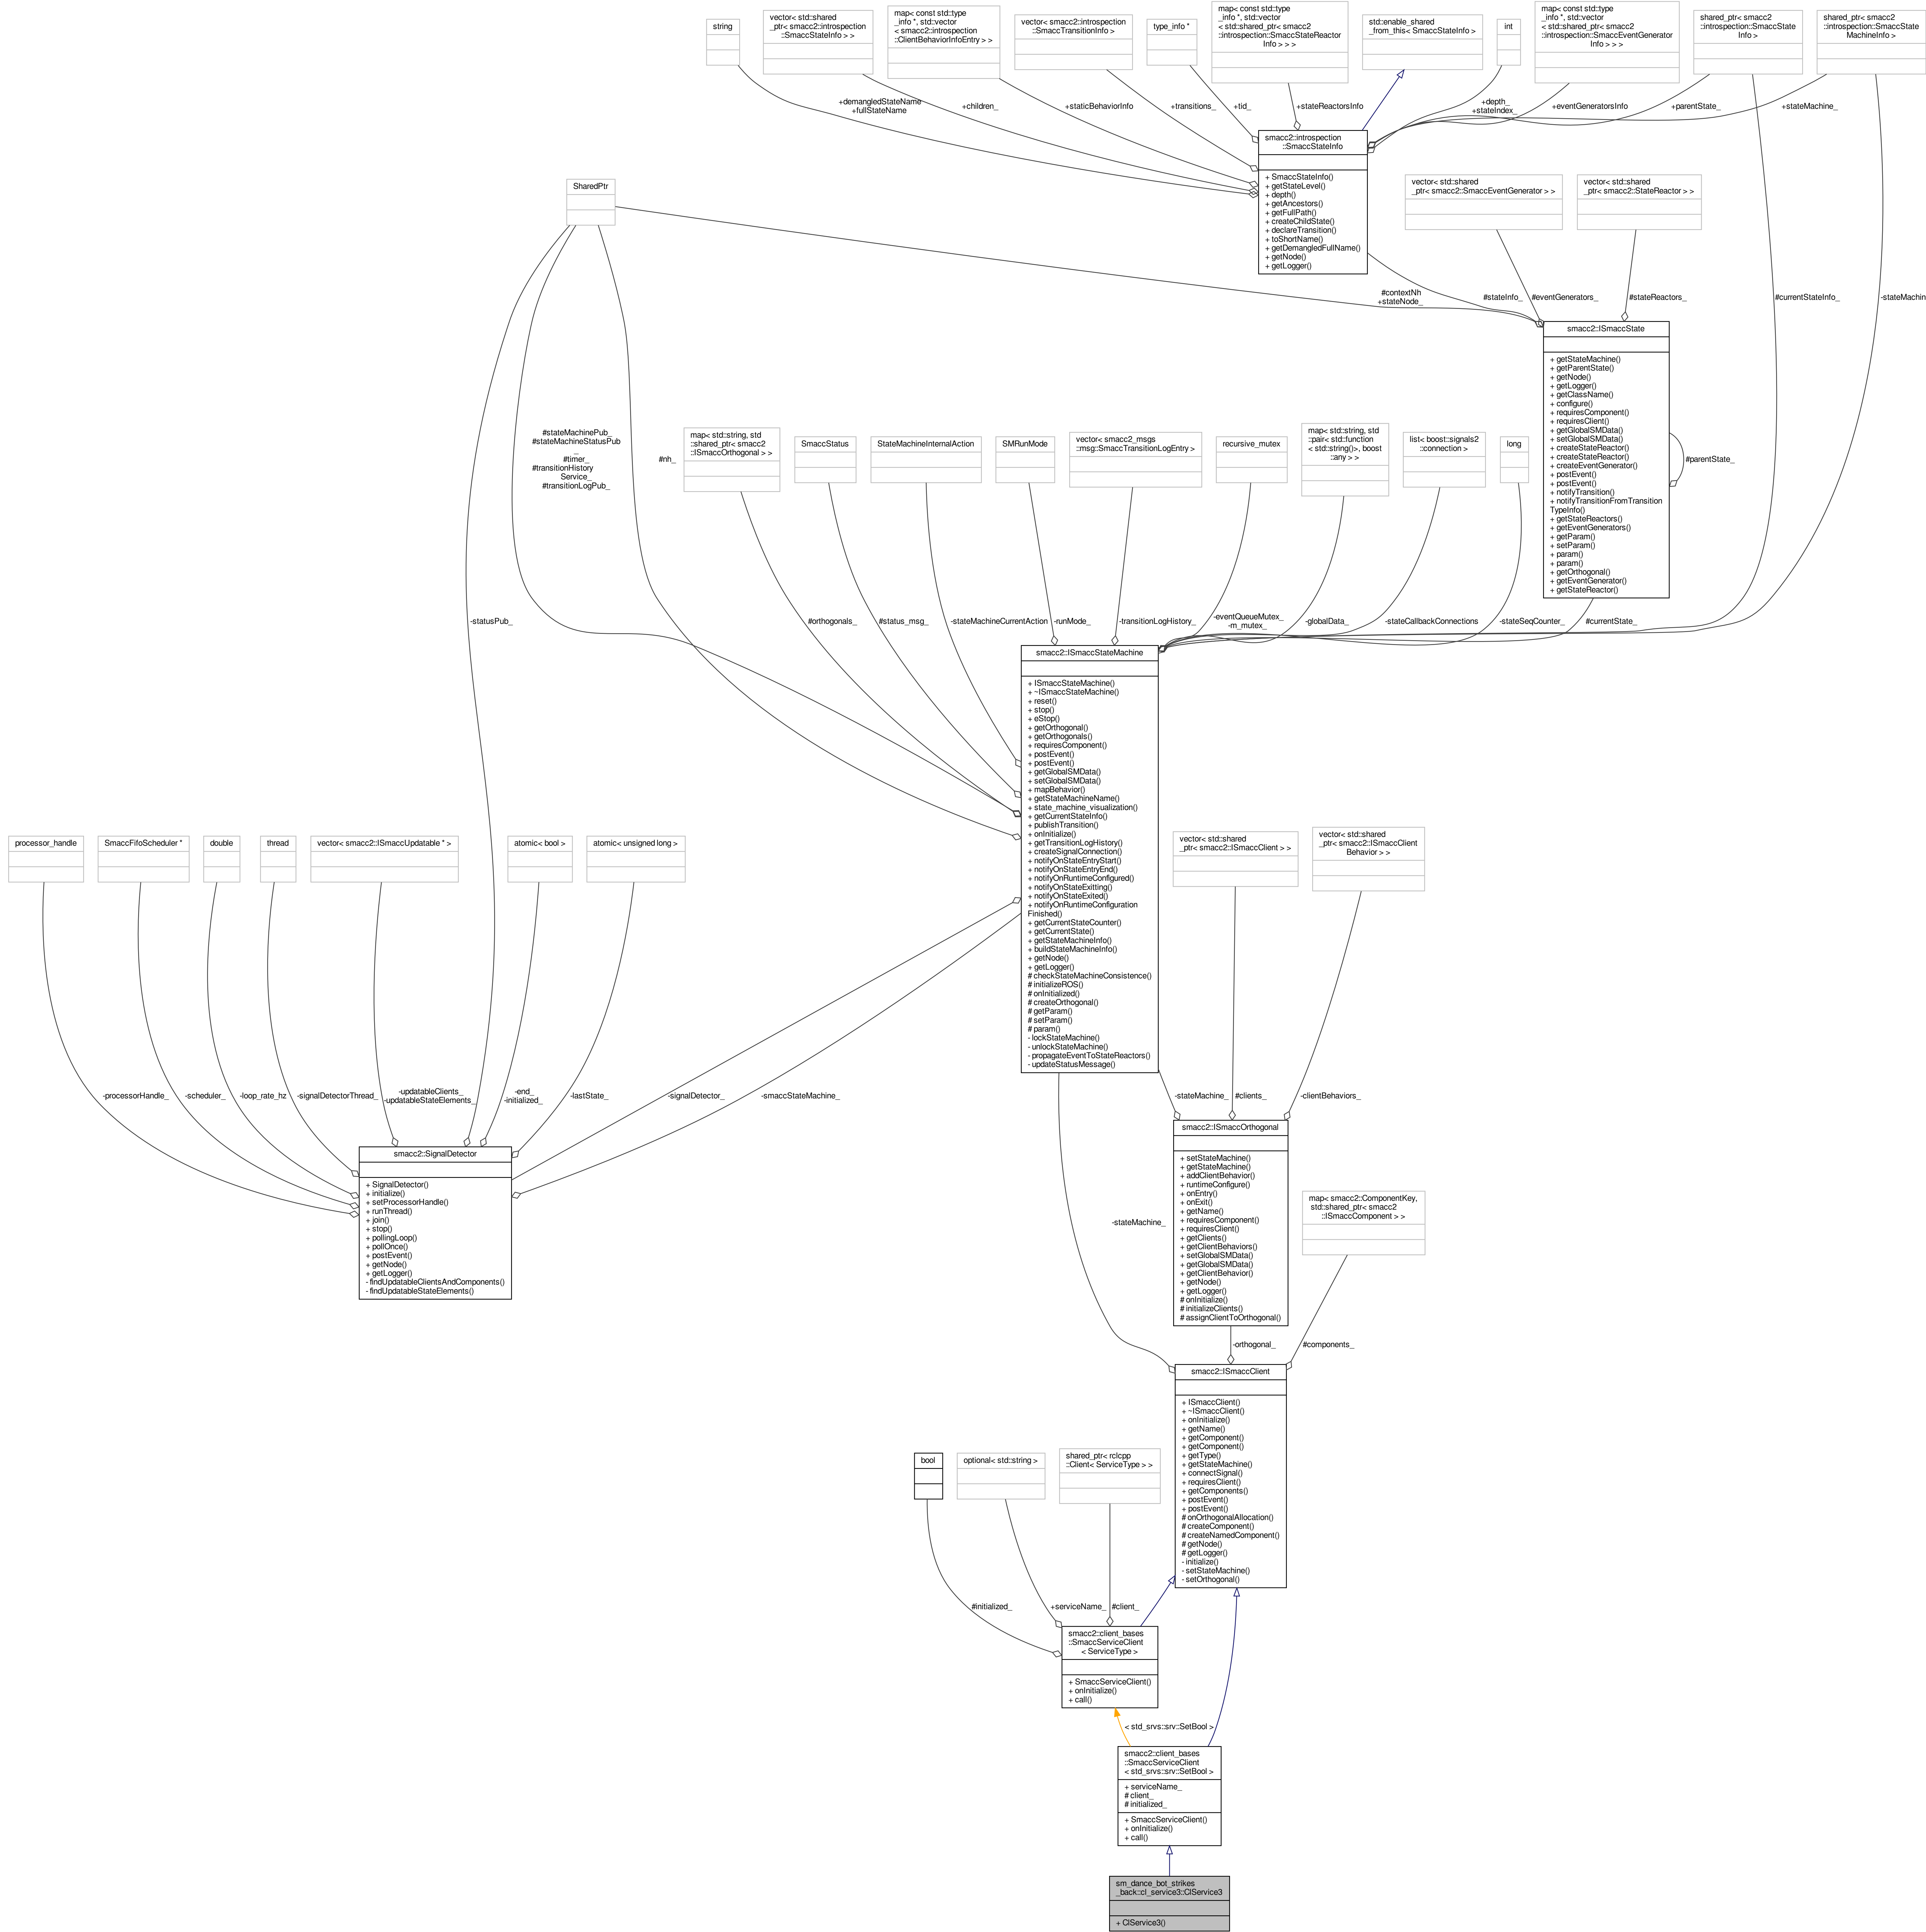 string
vector< std::shared
_ptr< smacc2::introspection
::SmaccStateInfo > >
map< const std::type
_info *, std::vector
< smacc2::introspection
::ClientBehaviorInfoEntry > >
vector< smacc2::introspection
::SmaccTransitionInfo >
type_info *
map< const std::type
_info *, std::vector
< std::shared_ptr< smacc2
::introspection::SmaccStateReactor
Info > > >
std::enable_shared
_from_this< SmaccStateInfo >
int
map< const std::type
_info *, std::vector
< std::shared_ptr< smacc2
::introspection::SmaccEventGenerator
Info > > >
shared_ptr< smacc2
::introspection::SmaccState
Info >
shared_ptr< smacc2
::introspection::SmaccState
MachineInfo >
+demangledStateName
+fullStateName
+children_
+staticBehaviorInfo
+transitions_
+tid_
+stateReactorsInfo
+depth_
+stateIndex_
+eventGeneratorsInfo
+parentState_
+stateMachine_
smacc2::introspection
::SmaccStateInfo
+ SmaccStateInfo()
+ getStateLevel()
+ depth()
+ getAncestors()
+ getFullPath()
+ createChildState()
+ declareTransition()
+ toShortName()
+ getDemangledFullName()
+ getNode()
+ getLogger()
SharedPtr
vector< std::shared
_ptr< smacc2::SmaccEventGenerator > >
vector< std::shared
_ptr< smacc2::StateReactor > >
#contextNh
+stateNode_
#stateInfo_
#eventGenerators_
#stateReactors_
#currentStateInfo_
-stateMachin
smacc2::ISmaccState
+ getStateMachine()
+ getParentState()
+ getNode()
+ getLogger()
+ getClassName()
+ configure()
+ requiresComponent()
+ requiresClient()
+ getGlobalSMData()
+ setGlobalSMData()
+ createStateReactor()
+ createStateReactor()
+ createEventGenerator()
+ postEvent()
+ postEvent()
+ notifyTransition()
+ notifyTransitionFromTransition
TypeInfo()
+ getStateReactors()
+ getEventGenerators()
+ getParam()
+ setParam()
+ param()
+ param()
+ getOrthogonal()
+ getEventGenerator()
+ getStateReactor()
#parentState_
#stateMachinePub_
#stateMachineStatusPub
_
#timer_
#transitionHistory
Service_
#transitionLogPub_
#nh_
map< std::string, std
::shared_ptr< smacc2
::ISmaccOrthogonal > >
SmaccStatus
StateMachineInternalAction
SMRunMode
vector< smacc2_msgs
::msg::SmaccTransitionLogEntry >
recursive_mutex
map< std::string, std
::pair< std::function
< std::string()>, boost
::any > >
list< boost::signals2
::connection >
long
-statusPub_
#orthogonals_
#status_msg_
-stateMachineCurrentAction
-runMode_
-transitionLogHistory_
-eventQueueMutex_
-m_mutex_
-globalData_
-stateCallbackConnections
-stateSeqCounter_
#currentState_
smacc2::ISmaccStateMachine
+ ISmaccStateMachine()
+ ~ISmaccStateMachine()
+ reset()
+ stop()
+ eStop()
+ getOrthogonal()
+ getOrthogonals()
+ requiresComponent()
+ postEvent()
+ postEvent()
+ getGlobalSMData()
+ setGlobalSMData()
+ mapBehavior()
+ getStateMachineName()
+ state_machine_visualization()
+ getCurrentStateInfo()
+ publishTransition()
+ onInitialize()
+ getTransitionLogHistory()
+ createSignalConnection()
+ notifyOnStateEntryStart()
+ notifyOnStateEntryEnd()
+ notifyOnRuntimeConfigured()
+ notifyOnStateExitting()
+ notifyOnStateExited()
+ notifyOnRuntimeConfiguration
Finished()
+ getCurrentStateCounter()
+ getCurrentState()
+ getStateMachineInfo()
+ buildStateMachineInfo()
+ getNode()
+ getLogger()
# checkStateMachineConsistence()
# initializeROS()
# onInitialized()
# createOrthogonal()
# getParam()
# setParam()
# param()
- lockStateMachine()
- unlockStateMachine()
- propagateEventToStateReactors()
- updateStatusMessage()
processor_handle
SmaccFifoScheduler *
double
thread
vector< smacc2::ISmaccUpdatable * >
atomic< bool >
atomic< unsigned long >
vector< std::shared
_ptr< smacc2::ISmaccClient > >
vector< std::shared
_ptr< smacc2::ISmaccClient
Behavior > >
-processorHandle_
-scheduler_
-loop_rate_hz
-signalDetectorThread_
-updatableClients_
-updatableStateElements_
-end_
-initialized_
-lastState_
-signalDetector_
-smaccStateMachine_
-stateMachine_
#clients_
-clientBehaviors_
smacc2::SignalDetector
+ SignalDetector()
+ initialize()
+ setProcessorHandle()
+ runThread()
+ join()
+ stop()
+ pollingLoop()
+ pollOnce()
+ postEvent()
+ getNode()
+ getLogger()
- findUpdatableClientsAndComponents()
- findUpdatableStateElements()
smacc2::ISmaccOrthogonal
+ setStateMachine()
+ getStateMachine()
+ addClientBehavior()
+ runtimeConfigure()
+ onEntry()
+ onExit()
+ getName()
+ requiresComponent()
+ requiresClient()
+ getClients()
+ getClientBehaviors()
+ setGlobalSMData()
+ getGlobalSMData()
+ getClientBehavior()
+ getNode()
+ getLogger()
# onInitialize()
# initializeClients()
# assignClientToOrthogonal()
map< smacc2::ComponentKey,
std::shared_ptr< smacc2
::ISmaccComponent > >
-stateMachine_
-orthogonal_
#components_
smacc2::ISmaccClient
+ ISmaccClient()
+ ~ISmaccClient()
+ onInitialize()
+ getName()
+ getComponent()
+ getComponent()
+ getType()
+ getStateMachine()
+ connectSignal()
+ requiresClient()
+ getComponents()
+ postEvent()
+ postEvent()
# onOrthogonalAllocation()
# createComponent()
# createNamedComponent()
# getNode()
# getLogger()
- initialize()
- setStateMachine()
- setOrthogonal()
bool
optional< std::string >
shared_ptr< rclcpp
::Client< ServiceType > >
#initialized_
+serviceName_
#client_
smacc2::client_bases
::SmaccServiceClient
< ServiceType >
+ SmaccServiceClient()
+ onInitialize()
+ call()
< std_srvs::srv::SetBool >
smacc2::client_bases
::SmaccServiceClient
< std_srvs::srv::SetBool >
+ serviceName_
# client_
# initialized_
+ SmaccServiceClient()
+ onInitialize()
+ call()
sm_dance_bot_strikes
_back::cl_service3::ClService3
+ ClService3()